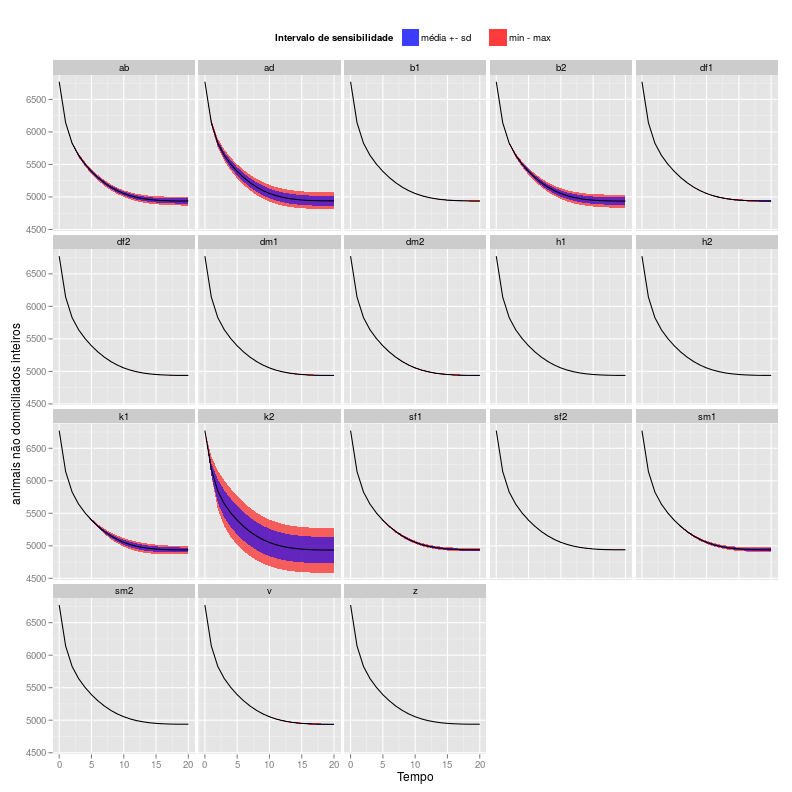 Intervalo de sensibilidade média +- sd min - max
ab ad b1 b2 df1
6500
6000
5500
5000
4500
df2 dm1 dm2 h1 h2
6500
6000
5500
5000
4500
animais não domiciliados inteiros
k1 k2 sf1 sf2 sm1
6500
6000
5500
5000
4500
sm2 v z
6500
6000
5500
5000
4500
0 5 10 15 20 0 5 10 15 20 0 5 10 15 20
Tempo